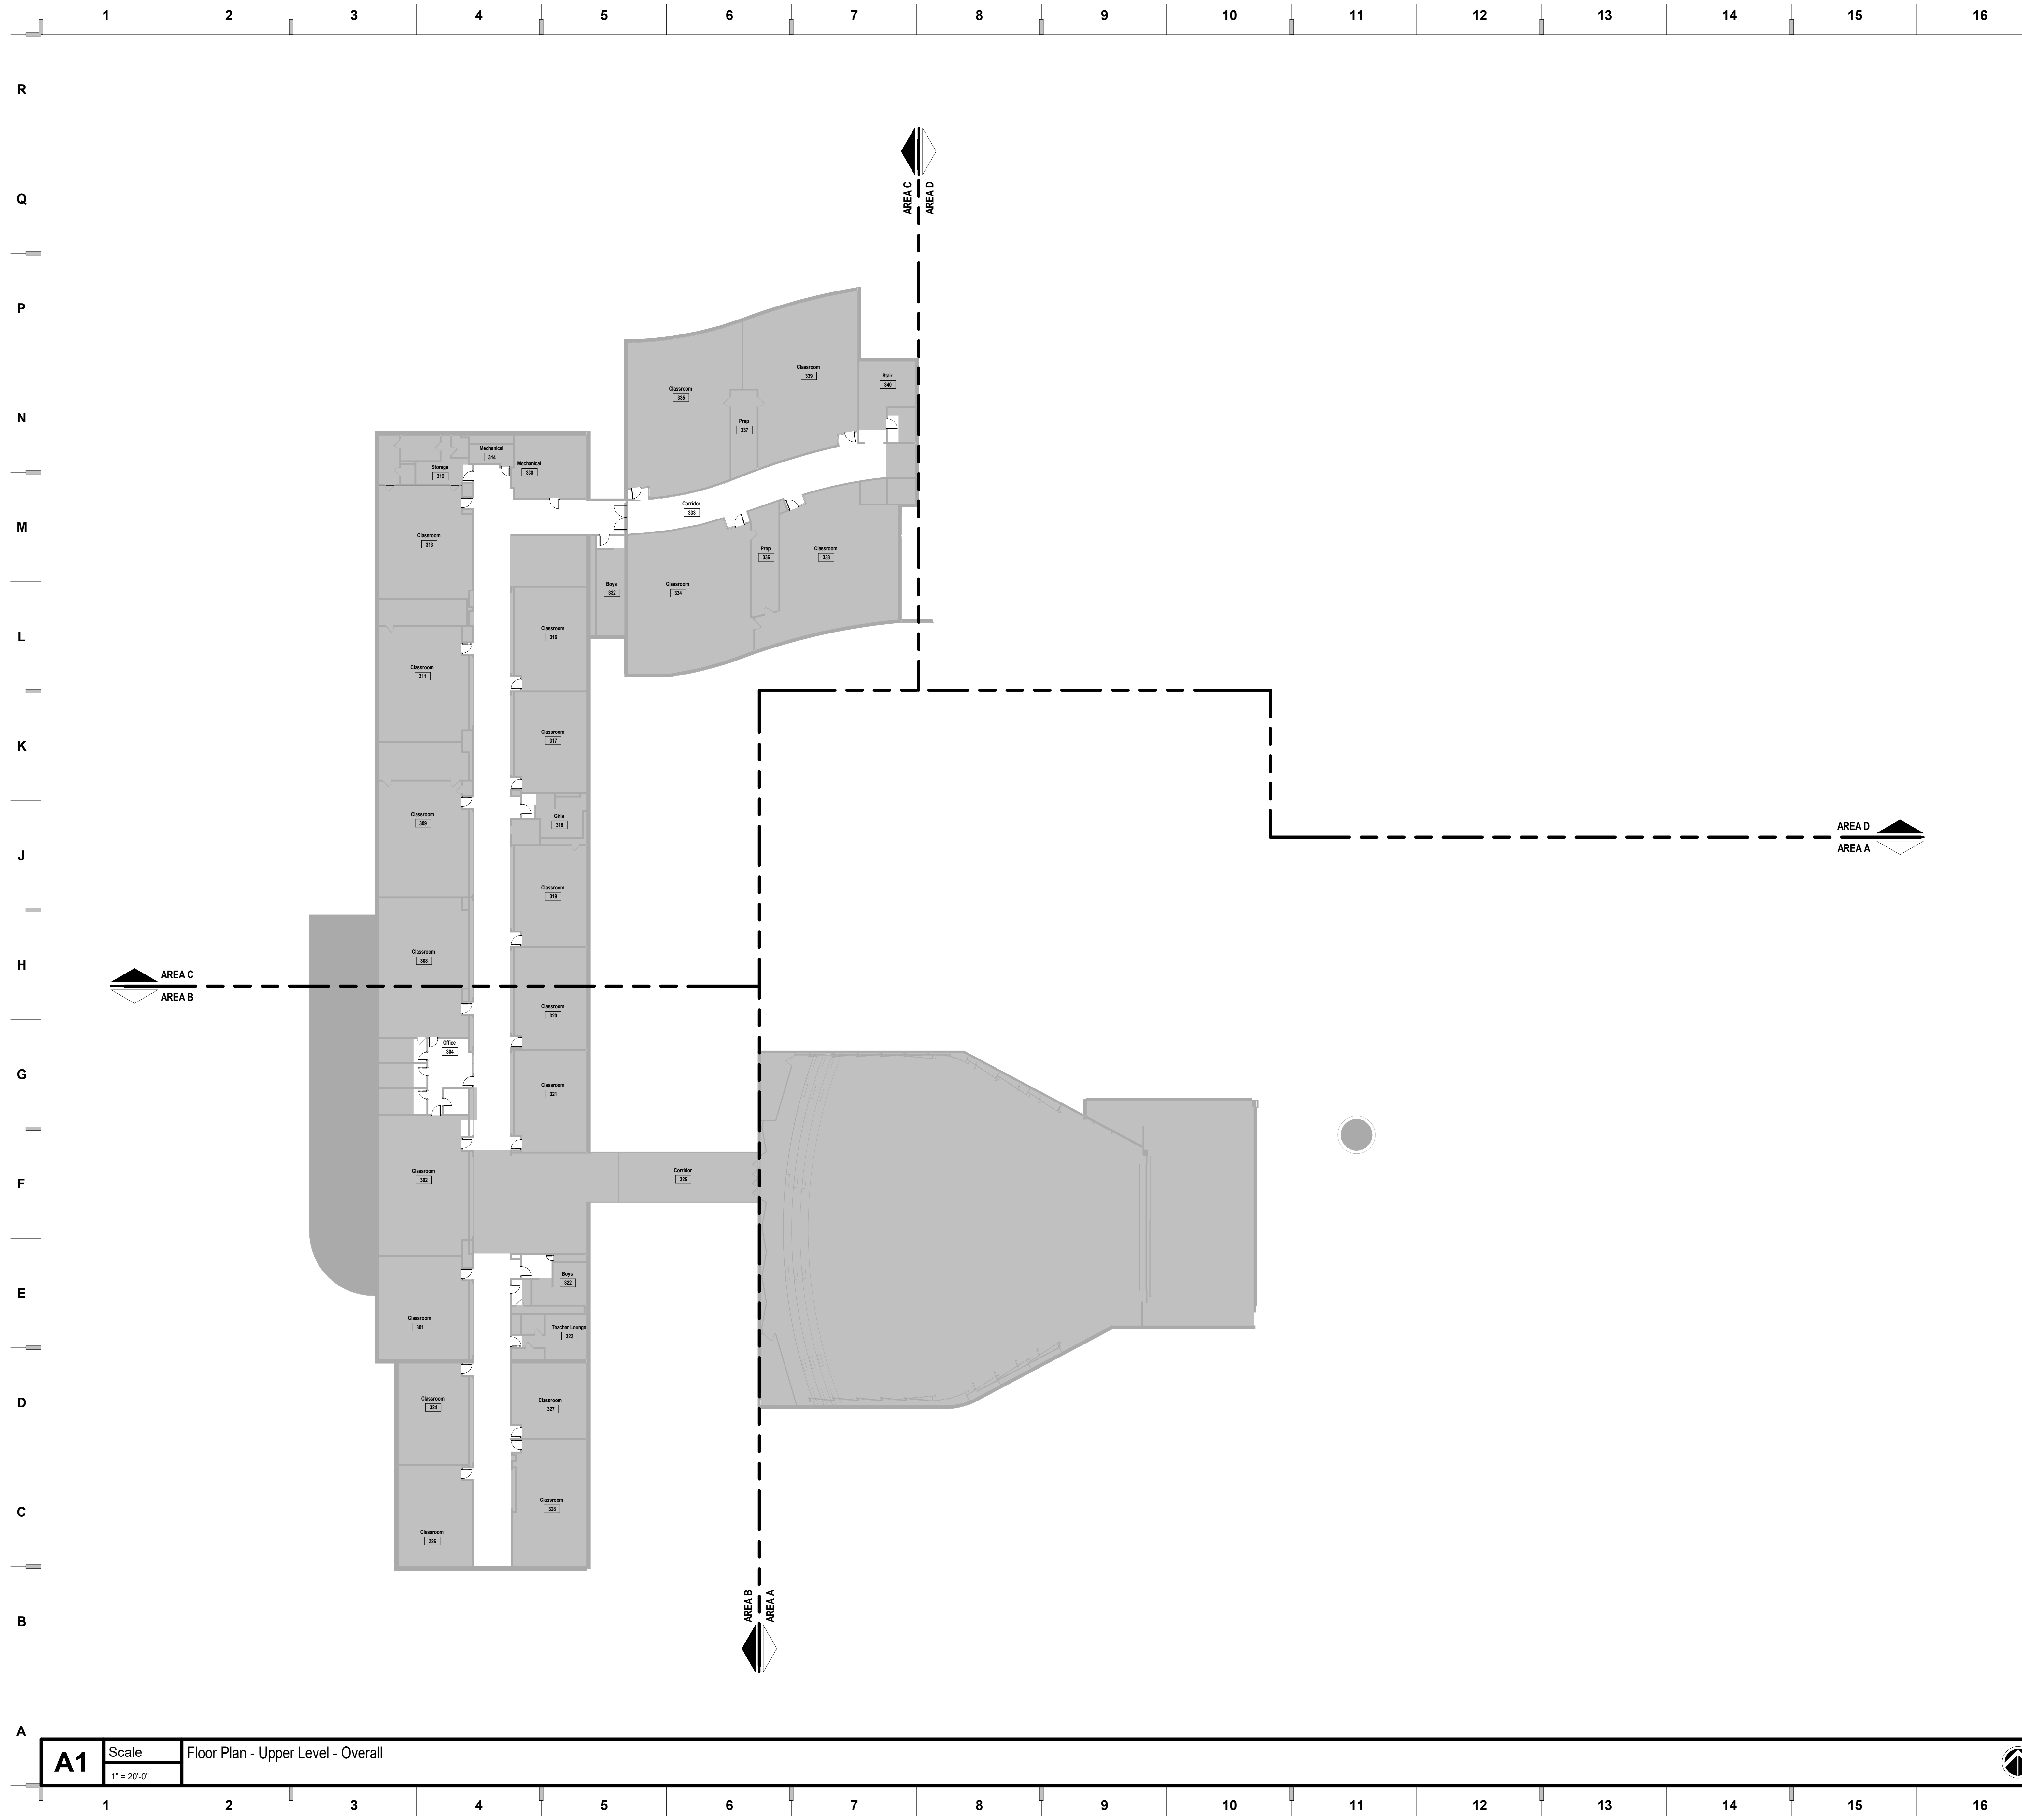 1 2 3 4 5 6 7 8 9 10 11 12 13 14 15 16
R
Q
AREA C
AREA D
P
N
Classroom
339
Stair
340
Classroom
335
Prep
337
Mechanical
314
Mechanical
330
Storage
312
M
Corridor
333
Classroom
313
Prep
336
Classroom
338
Boys
332
Classroom
334
L
Classroom
316
Classroom
311
K
Classroom
317
Classroom
309
Girls
318
AREA D
AREA A
J
Classroom
319
H
Classroom
308
AREA C
AREA B
Classroom
320
Office
304
G
Classroom
321
F
Classroom
302
Corridor
325
E
Boys
322
Classroom
301
Teacher Lounge
323
D
Classroom
324
Classroom
327
C
Classroom
328
Classroom
326
B
AREA B
AREA A
A
A1
Scale
1" = 20'-0"
Floor Plan - Upper Level - Overall
1 2 3 4 5 6 7 8 9 10 11 12 13 14 15 16